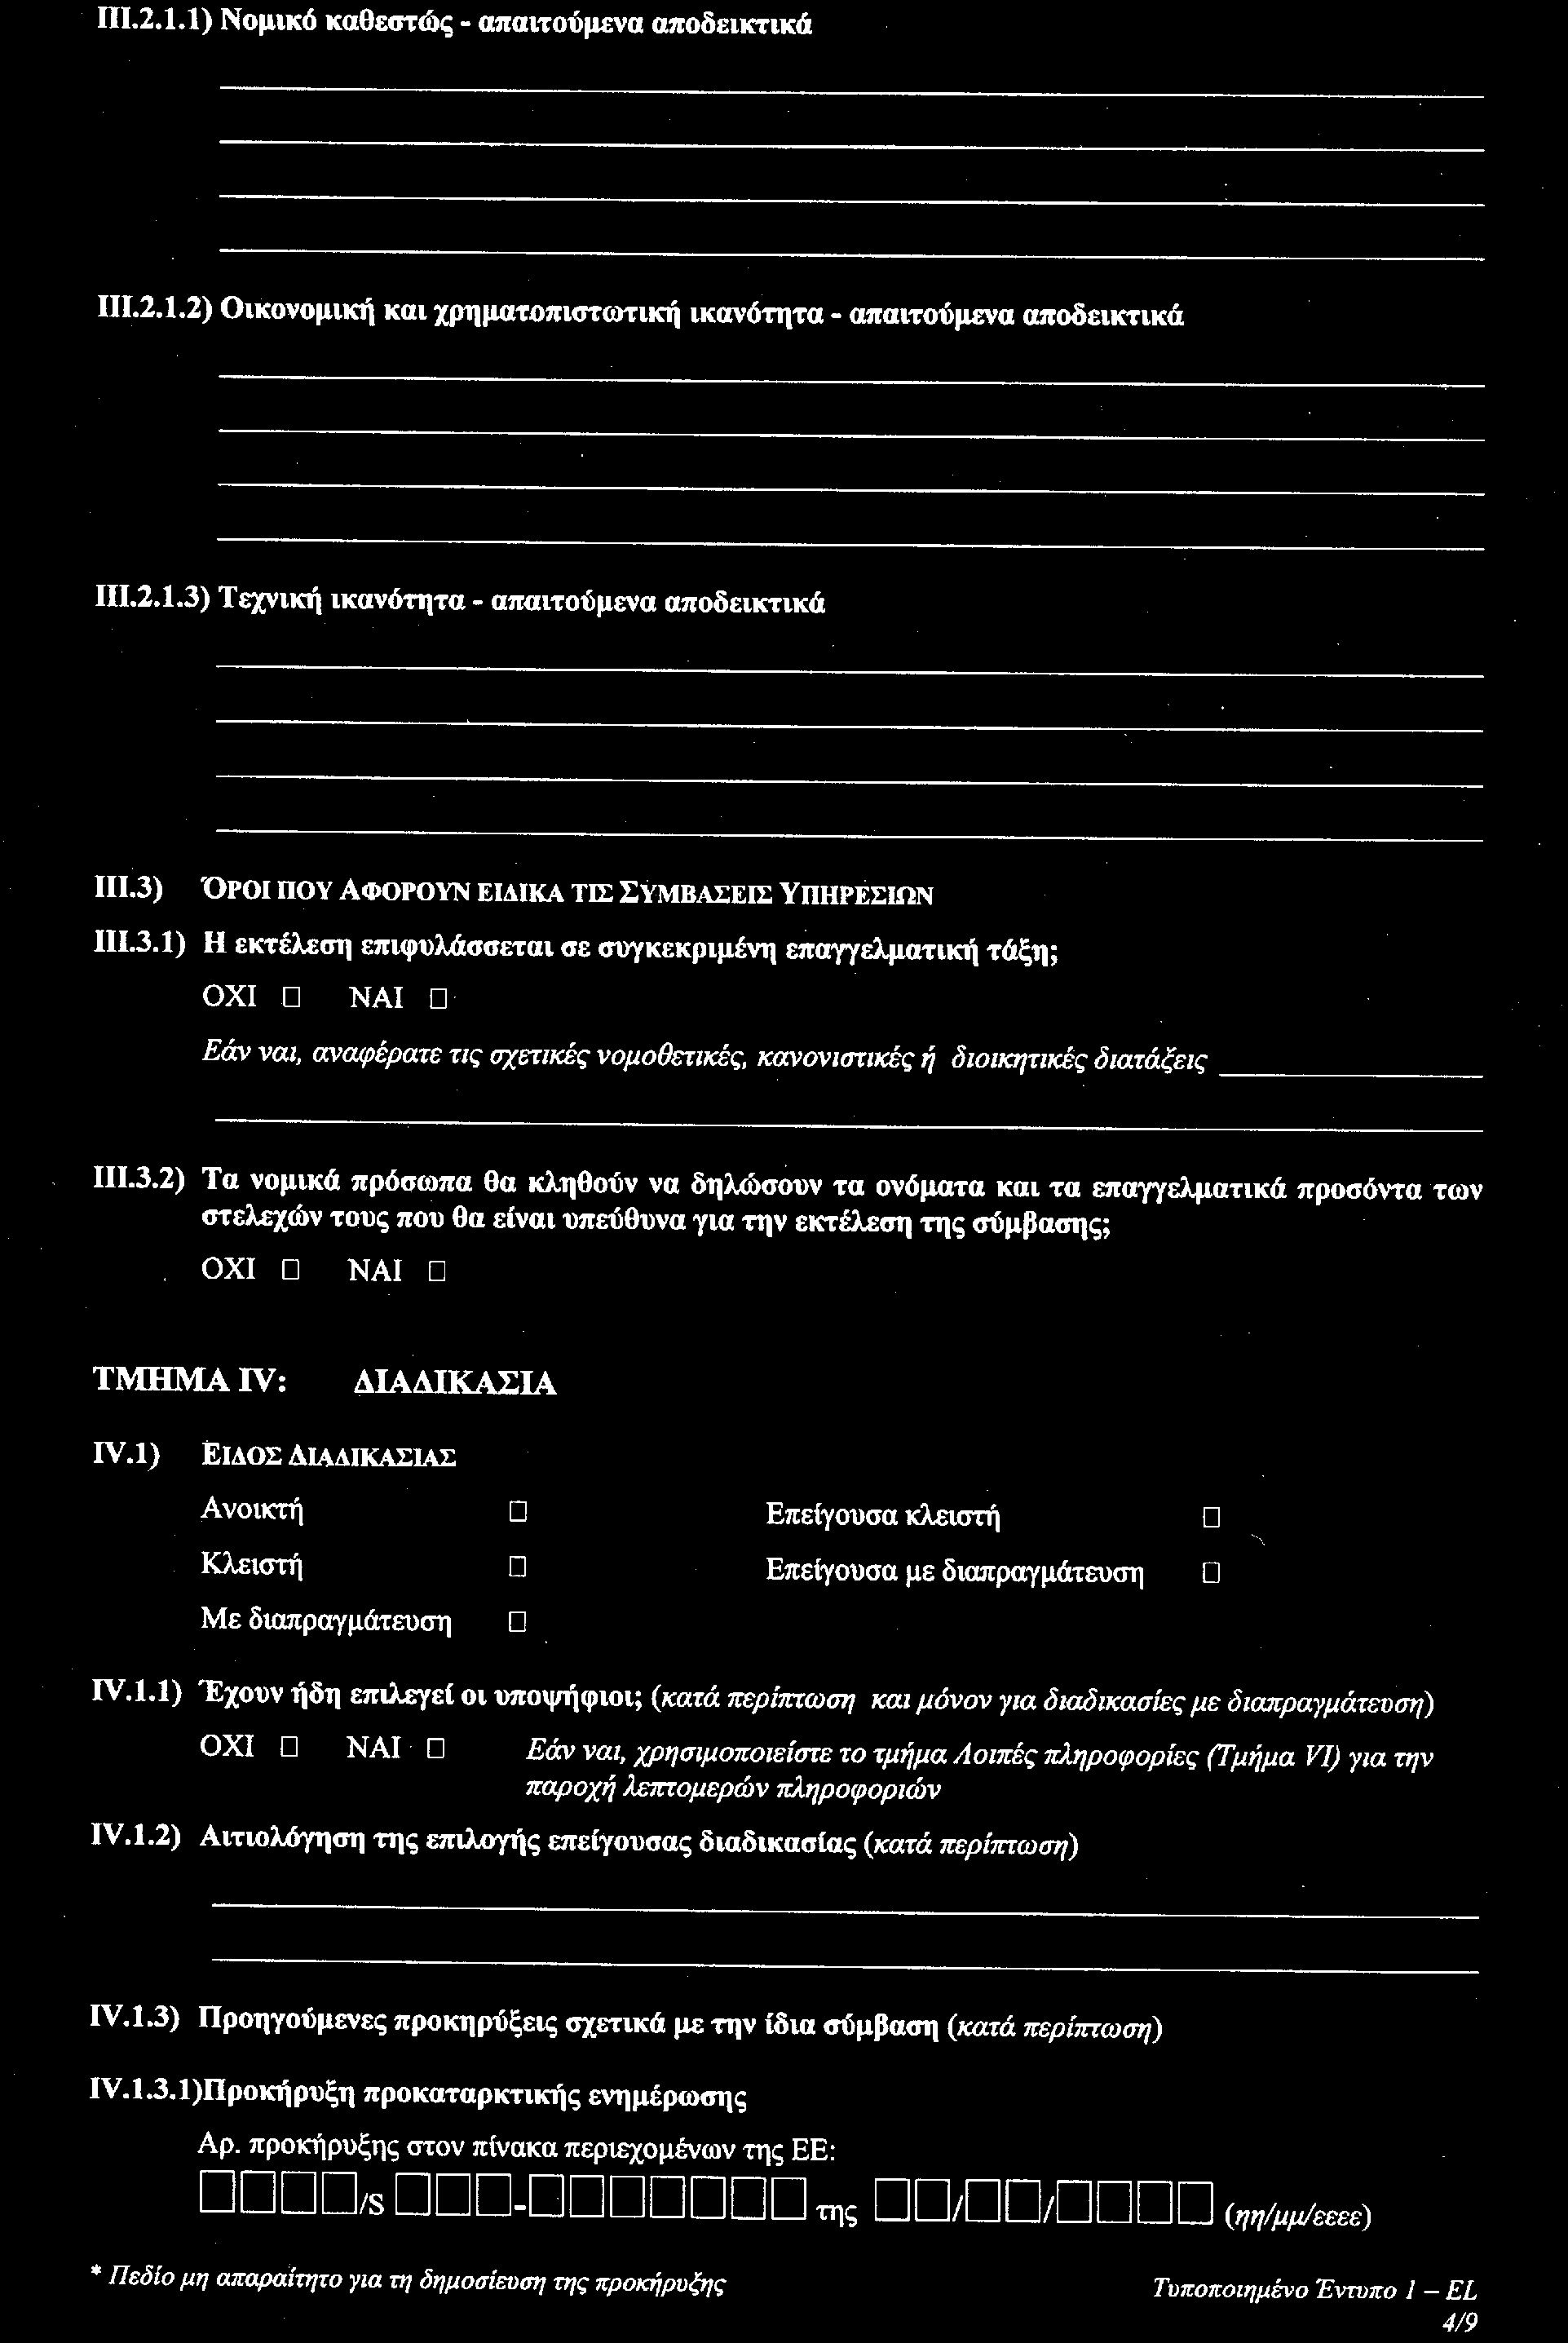 III.2.1.1) Νομικό καθεστώς - απαιτούμενα αποδεικτικά
III.2.1.2) Οικονομική και χρηματοπιστωτική ικανότητα - απαιτούμενα αποδεικτικά
III.2.1.3) Τεχνική ικανότητα - απαιτούμενα αποδεικτικά
III.3) ΌΡΟΙ ΠΟΥ ΑΦΟΡΟΥΝ ΕΙΔΙΚΑ ΤΙΣ ΣΥΜΒΑΣΕΙΣ ΥΠΗΡΕΣΙΩΝ
III.3.1) Η εκτέλεση επιφυλάσσεται σε συγκεκριμένη επαγγελματική τάξη;
ΟΧΙ □ ΝΑΙ □
Εάν ναι, αναφέρατε τις σχετικές νομοθετικές, κανονιστικές ή διοικητικές διατάξεις
III.3.2) Τα νομικά πρόσωπα θα κληθούν να δηλώσουν τα ονόματα και τα επαγγελματικά προσόντα των
στελεχών τους που θα είναι υπεύθυνα για την εκτέλεση της σύμβασης;
ΟΧΙ □ ΝΑΙ □
ΤΜΗΜΑ IV: ΔΙΑΔΙΚΑΣΙΑ
IV.1) ΕΙΔΟΣ ΔΙΑΔΙΚΑΣΙΑΣ
Ανοικτή □ Επείγουσα κλειστή □
Κλειστή □ Επείγουσα με διαπραγμάτευση □
Με διαπραγμάτευση □
IV.1.1) Έχουν ήδη επιλεγεί οι υποψήφιοι; (κατά περίπτωση και μόνον για διαδικασίες με διαπραγμάτευση)
ΟΧΙ □ ΝΑΙ □ Εάν ναι, χρησιμοποιείστε το τμήμα Λοιπές πληροφορίες (Τμήμα VI) για την
παροχή λεπτομερών πληροφοριών
IV.1.2) Αιτιολόγηση της επιλογής επείγουσας διαδικασίας (κατά περίπτωση)
IV.1.3) Προηγούμενες προκηρύξεις σχετικά με την ίδια σύμβαση (κατά περίπτωση)
IV.1.3.1)Προκήρυξη προκαταρκτικής ενημέρωσης
Αρ. προκήρυξης στον πίνακα περιεχομένων της ΕΕ:
□□□□/S □□□-□□□□□□□ της □□/□□/□□□□ (ηη/μμ/εεεε)
* Πεδίο μη απαραίτητο για τη δημοσίευση της προκήρυξης
Τυποποιημένο Έντυπο 1 – EL
4/9